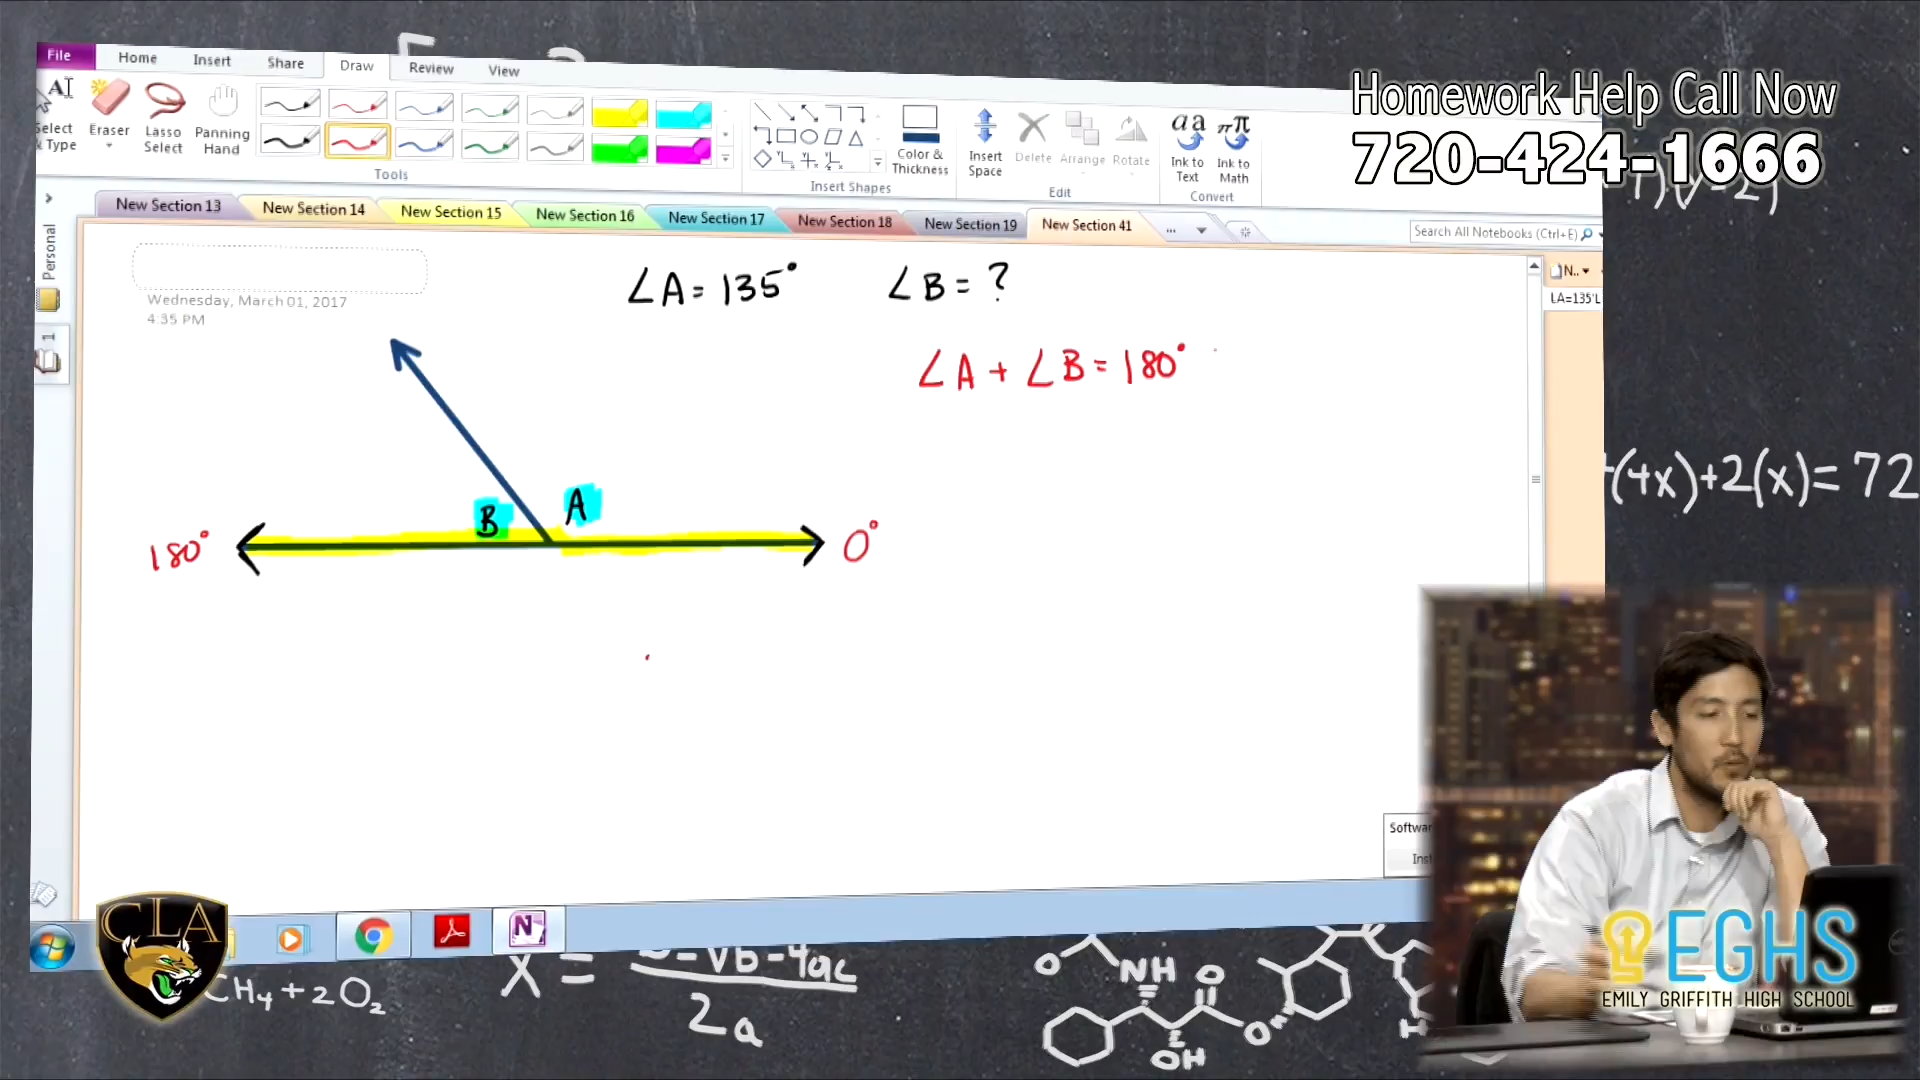 File Home Insert Share Draw Review View
Homework Help Call Now
720-424-1666
Select & Type Eraser Lasso Select Panning Hand
Color & Thickness Insert Space Delete Arrange Rotate Ink to Text Ink to Math
Tools Insert Shapes Edit Convert
New Section 13 New Section 14 New Section 15 New Section 16 New Section 17 New Section 18 New Section 19 New Section 41 ...
Search All Notebooks (Ctrl+E)
Personal
N..
LA=135'L
1
Wednesday, March 01, 2017
4:35 PM
∠A = 135° ∠B = ?
∠A + ∠B = 180°
B A
180° 0°
(4x)+2(x)= 72
CLA
CH₄ + 2O₂
X =
2a
O NH O
O
OH
H
EGHS
EMILY GRIFFITH HIGH SCHOOL